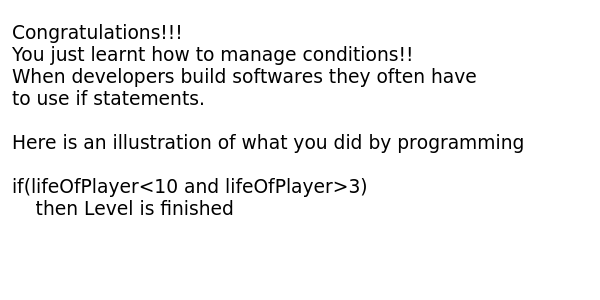 Congratulations!!!
You just learnt how to manage conditions!!
When developers build softwares they often have
to use if statements.
Here is an illustration of what you did by programming
if(lifeOfPlayer<10 and lifeOfPlayer>3)
then Level is finished